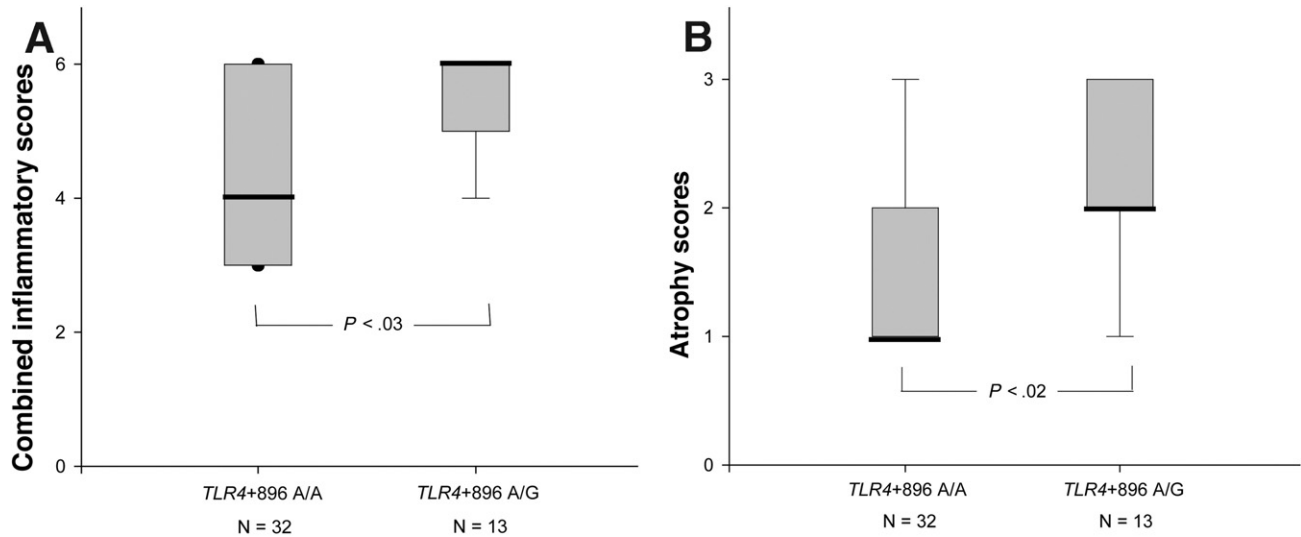 A
Combined inflammatory scores
6
4
2
0
P < .03
TLR4+896 A/A
TLR4+896 A/G
N = 32
N = 13
B
Atrophy scores
3
2
1
0
P < .02
TLR4+896 A/A
TLR4+896 A/G
N = 32
N = 13